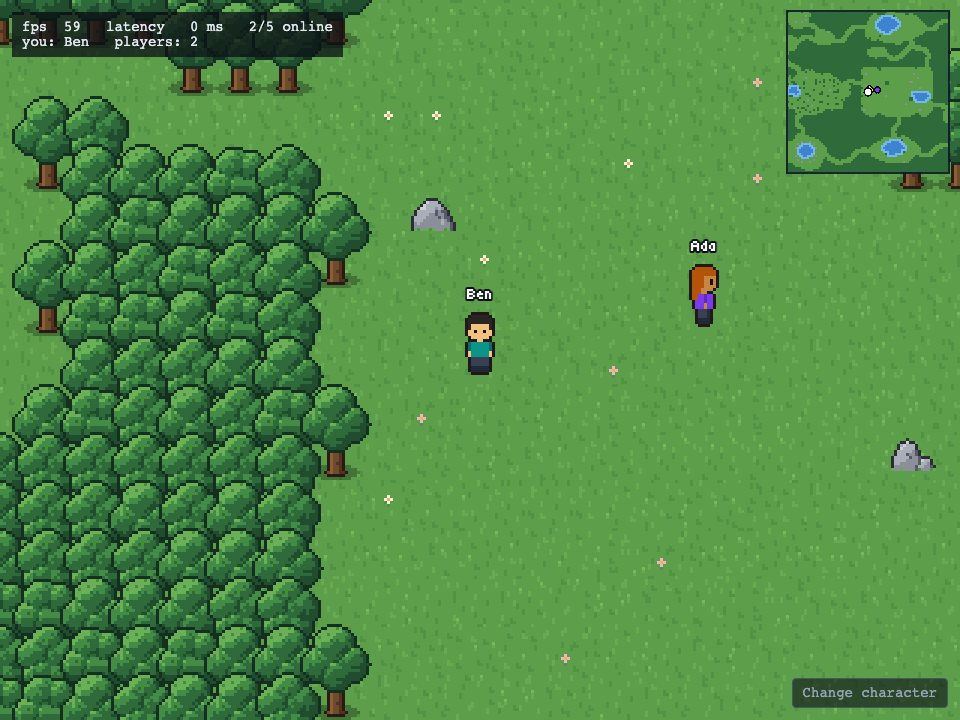 fps 59 latency 0 ms 2/5 online
you: Ben players: 2
Ada
Ben
Change character